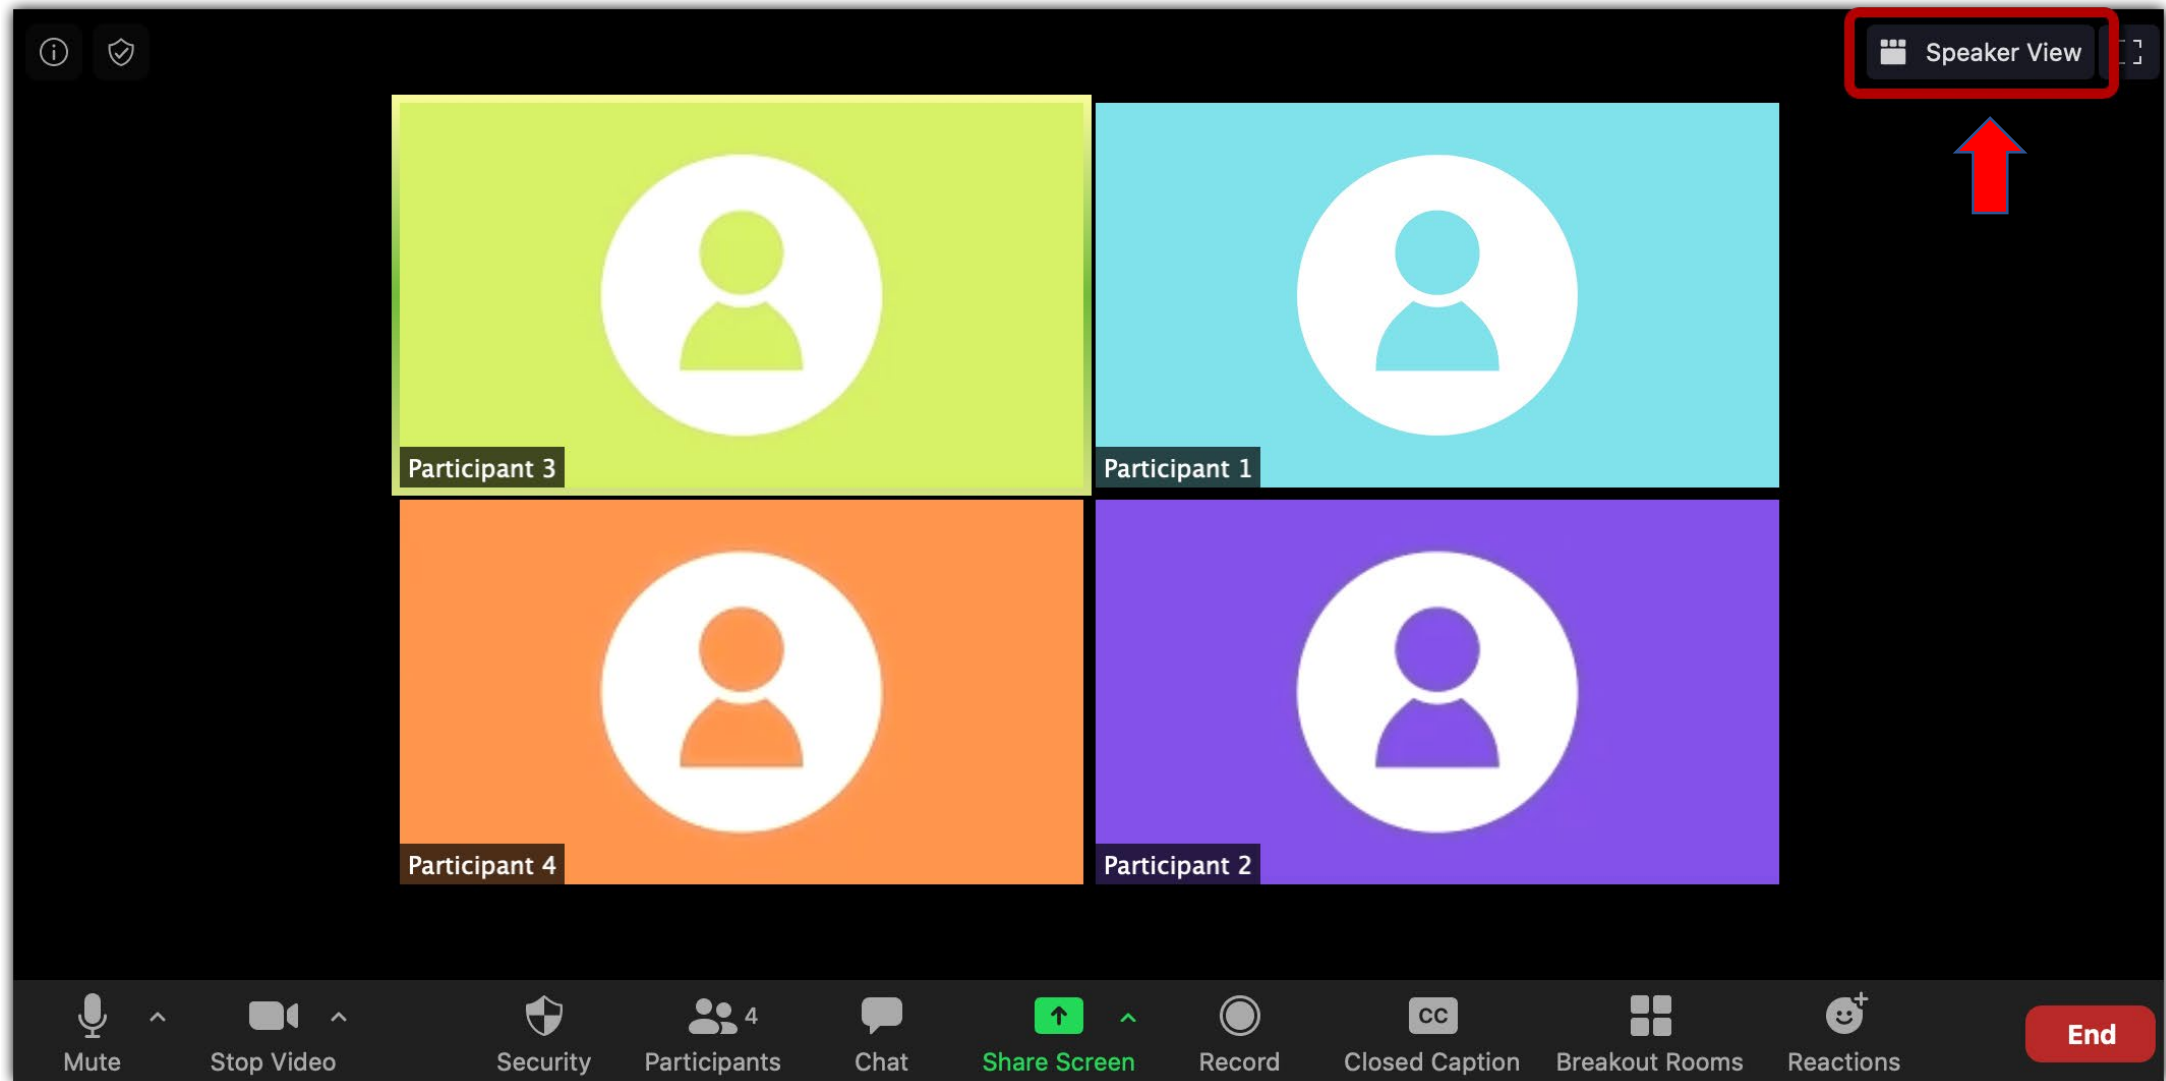 Speaker View
Participant 3
Participant 1
Participant 4
Participant 2
4
CC
Mute
Stop Video
Security
Participants
Chat
Share Screen
Record
Closed Caption
Breakout Rooms
Reactions
End